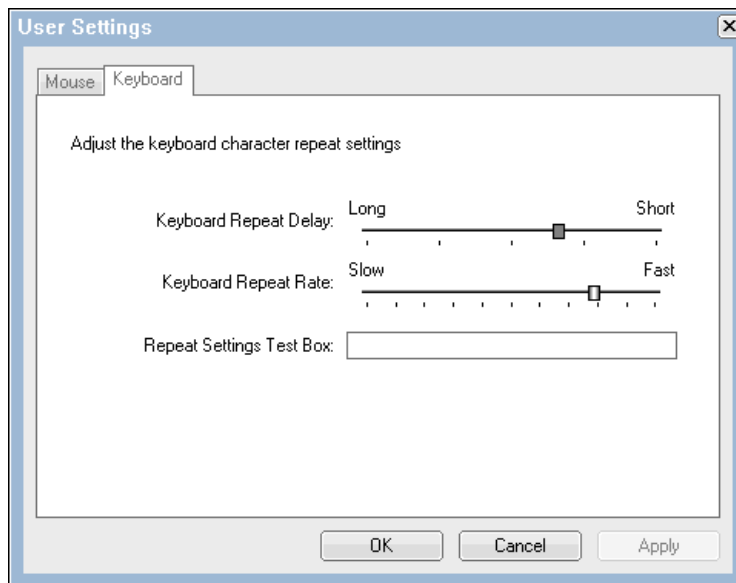 User Settings
Mouse Keyboard
Adjust the keyboard character repeat settings
Long Short
Keyboard Repeat Delay:
Slow Fast
Keyboard Repeat Rate:
Repeat Settings Test Box:
OK Cancel Apply